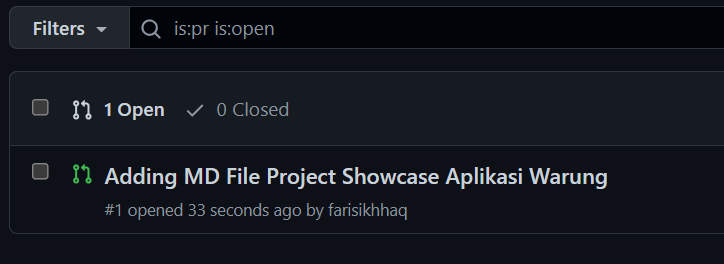 Filters
is:pr is:open
1 Open 0 Closed
Adding MD File Project Showcase Aplikasi Warung
#1 opened 33 seconds ago by farisikhhaq